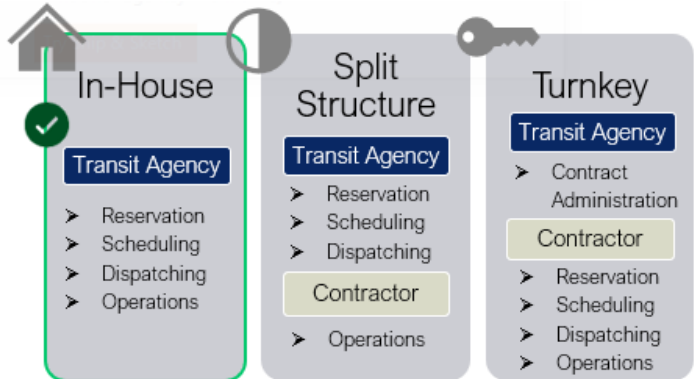 In-House
Transit Agency
➤ Reservation
➤ Scheduling
➤ Dispatching
➤ Operations
Split
Structure
Transit Agency
➤ Reservation
➤ Scheduling
➤ Dispatching
Contractor
➤ Operations
Turnkey
Transit Agency
➤ Contract
Administration
Contractor
➤ Reservation
➤ Scheduling
➤ Dispatching
➤ Operations